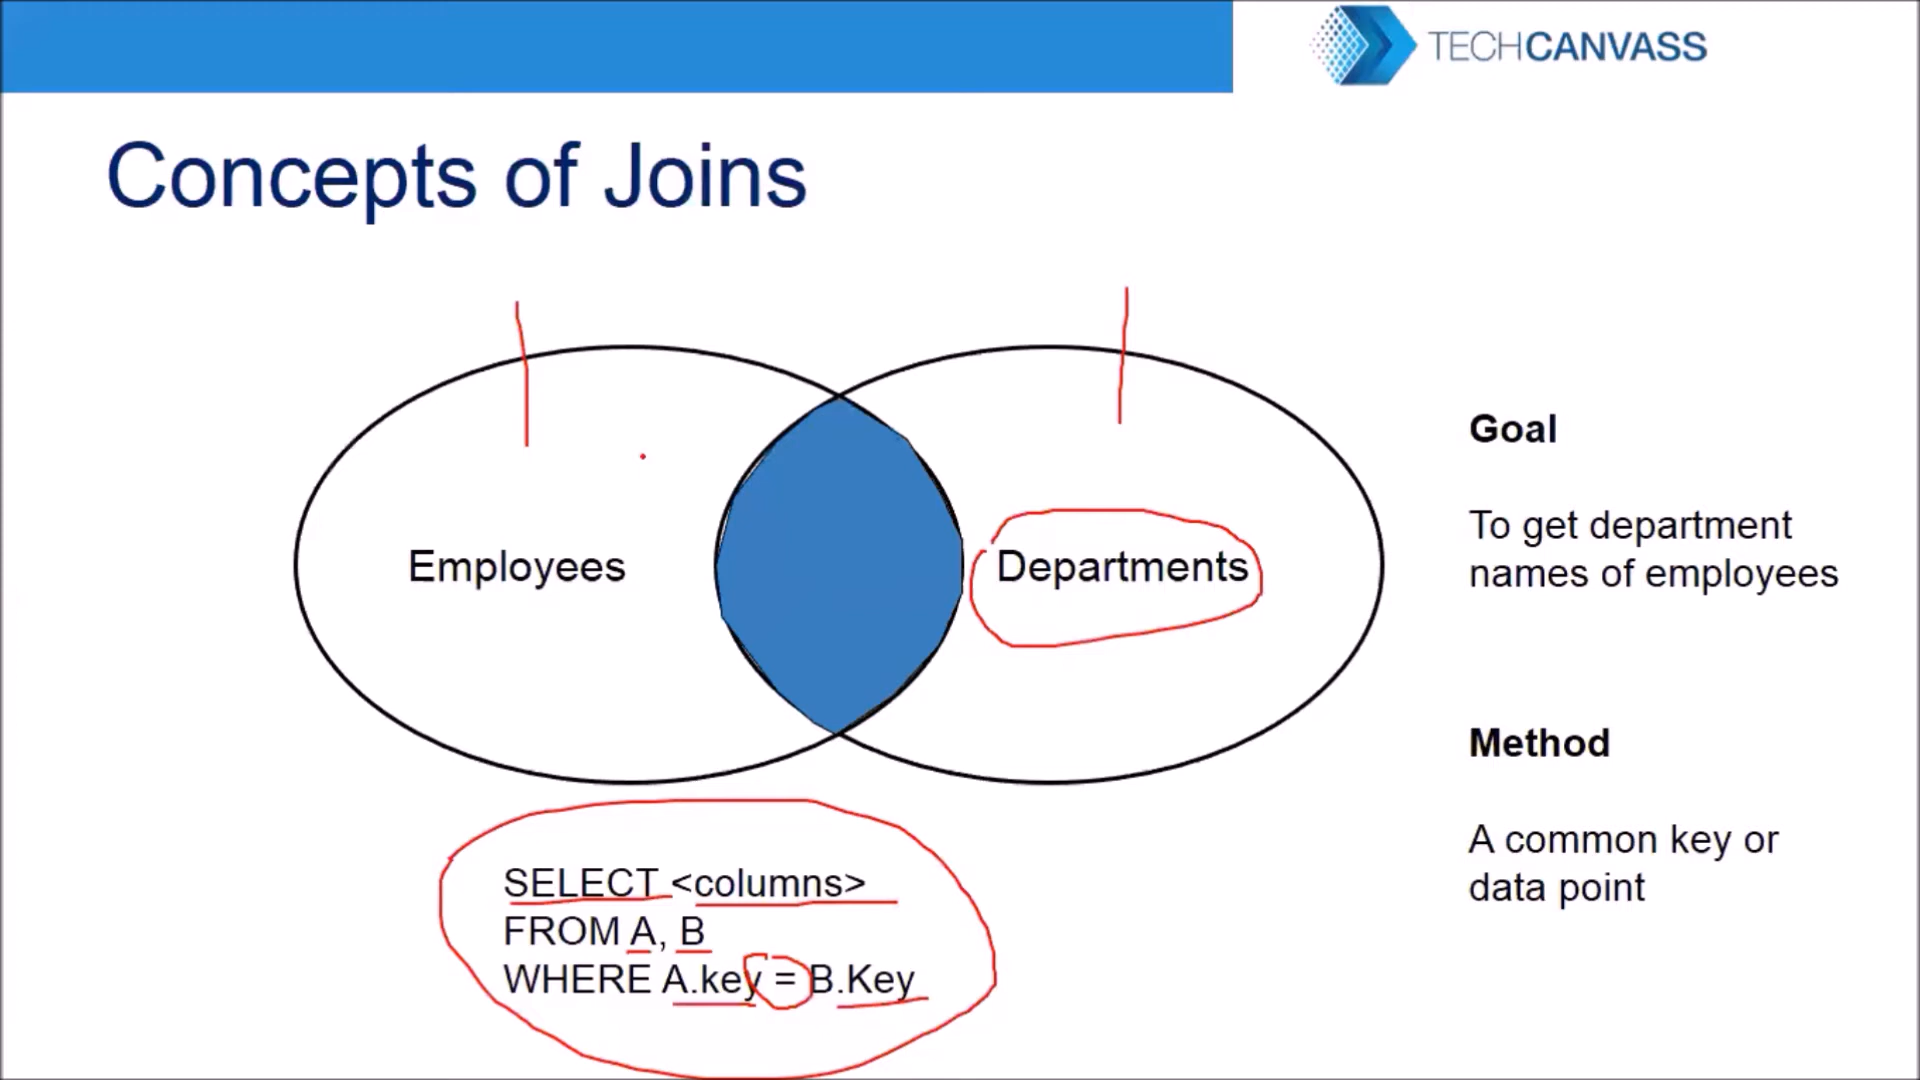 TECHCANVASS
Concepts of Joins
Employees
Departments
Goal
To get department
names of employees
Method
A common key or
data point
SELECT <columns>
FROM A, B
WHERE A.key = B.Key